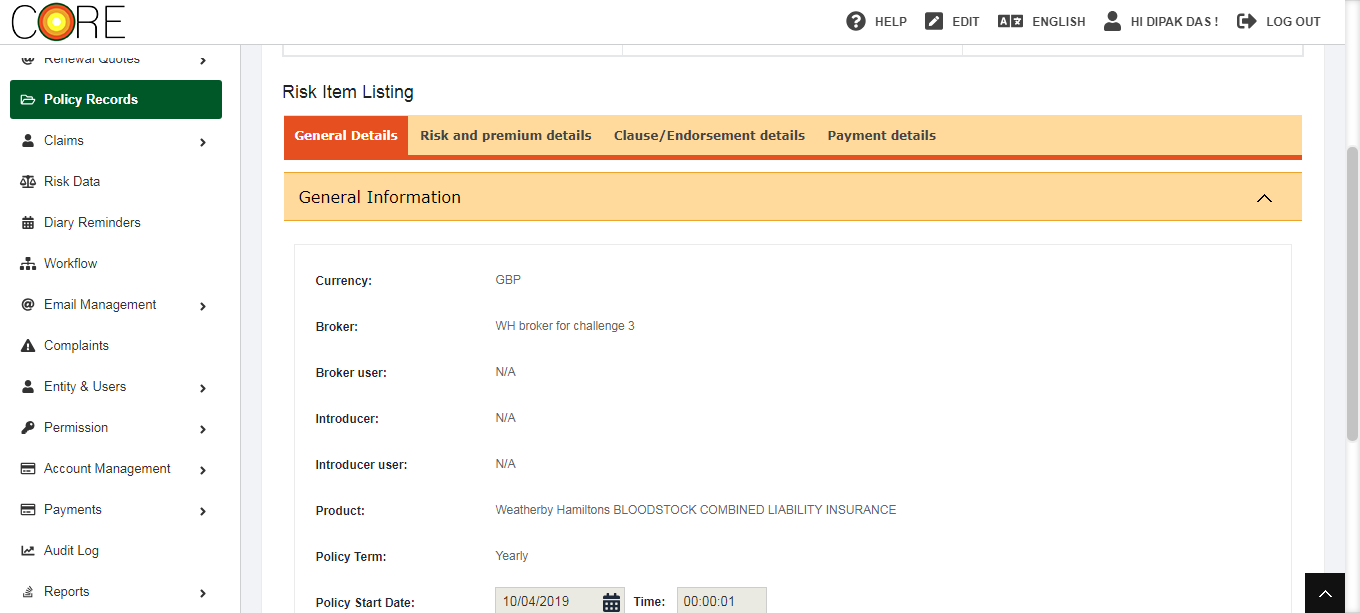 CORE
HELP
EDIT
ENGLISH
HI DIPAK DAS !
LOG OUT
Renewal Quotes
Policy Records
Claims
Risk Data
Diary Reminders
Workflow
Email Management
Complaints
Entity & Users
Permission
Account Management
Payments
Audit Log
Reports
Risk Item Listing
General Details Risk and premium details Clause/Endorsement details Payment details
General Information
Currency: GBP
Broker: WH broker for challenge 3
Broker user: N/A
Introducer: N/A
Introducer user: N/A
Product: Weatherby Hamiltons BLOODSTOCK COMBINED LIABILITY INSURANCE
Policy Term: Yearly
Policy Start Date: 10/04/2019 Time: 00:00:01